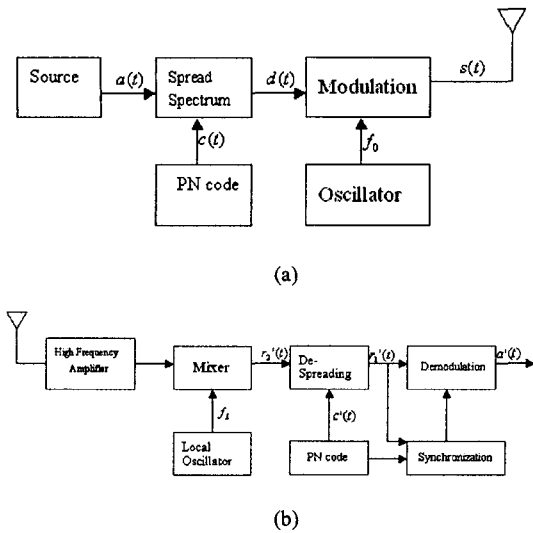 Source
a(t)
Spread
Spectrum
d(t)
Modulation
s(t)
c(t)
f₀
PN code
Oscillator
(a)
High Frequency
Amplifier
Mixer
r₂'(t)
De-
Spreading
r₁'(t)
Demodulation
a'(t)
f_L
c'(t)
Local
Oscillator
PN code
Synchronization
(b)